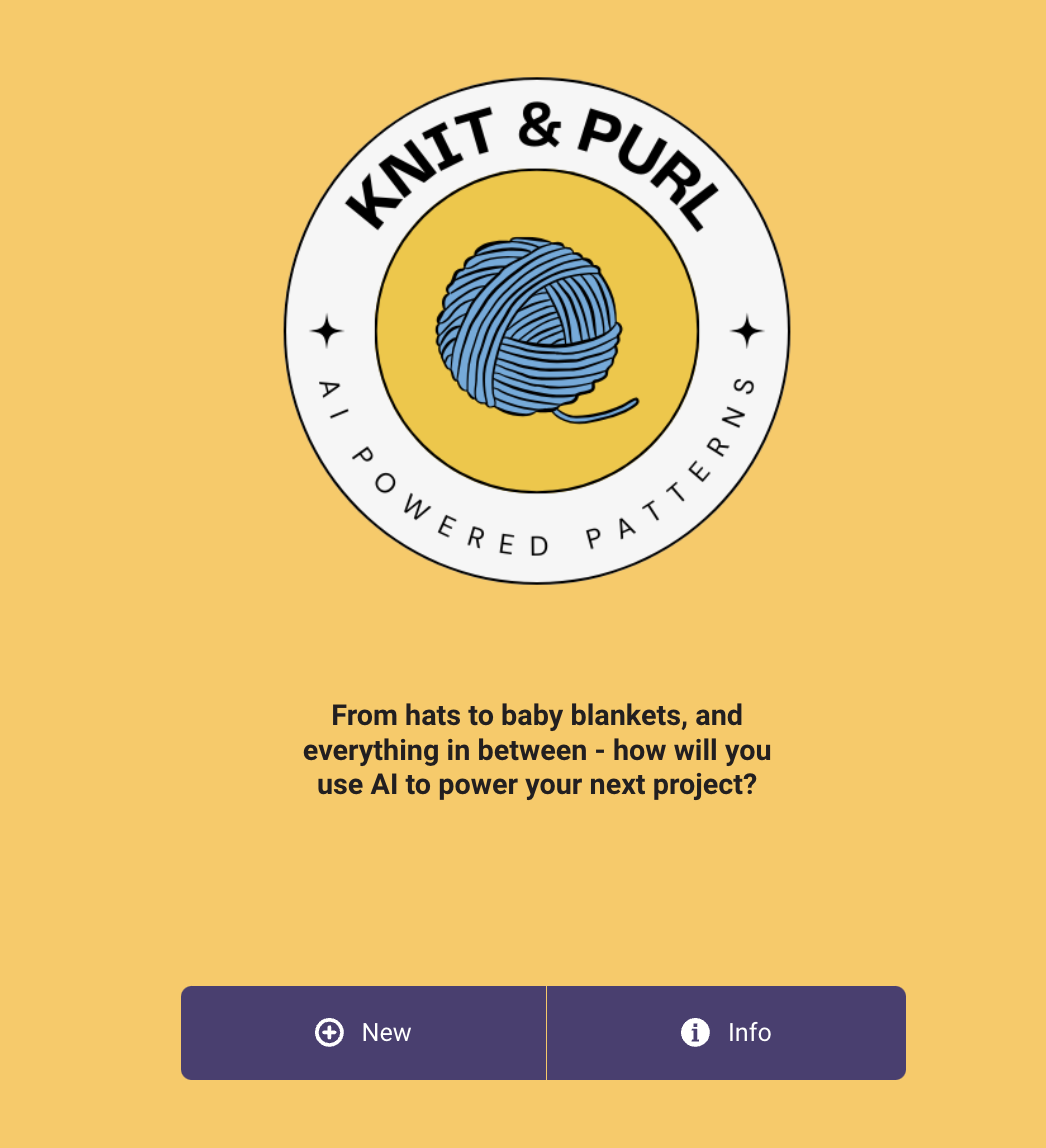 KNIT & PURL
AI POWERED PATTERNS
From hats to baby blankets, and
everything in between - how will you
use AI to power your next project?
New
Info